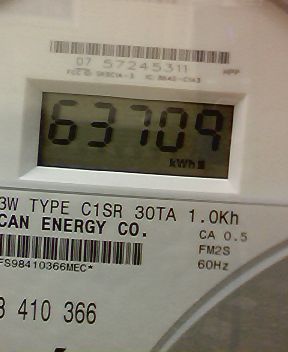 07 57245311
63709
kWh
3W TYPE C1SR 30TA 1.0Kh
CAN ENERGY CO.
CA 0.5
FM2S
60Hz
FS98410366MEC*
410 366